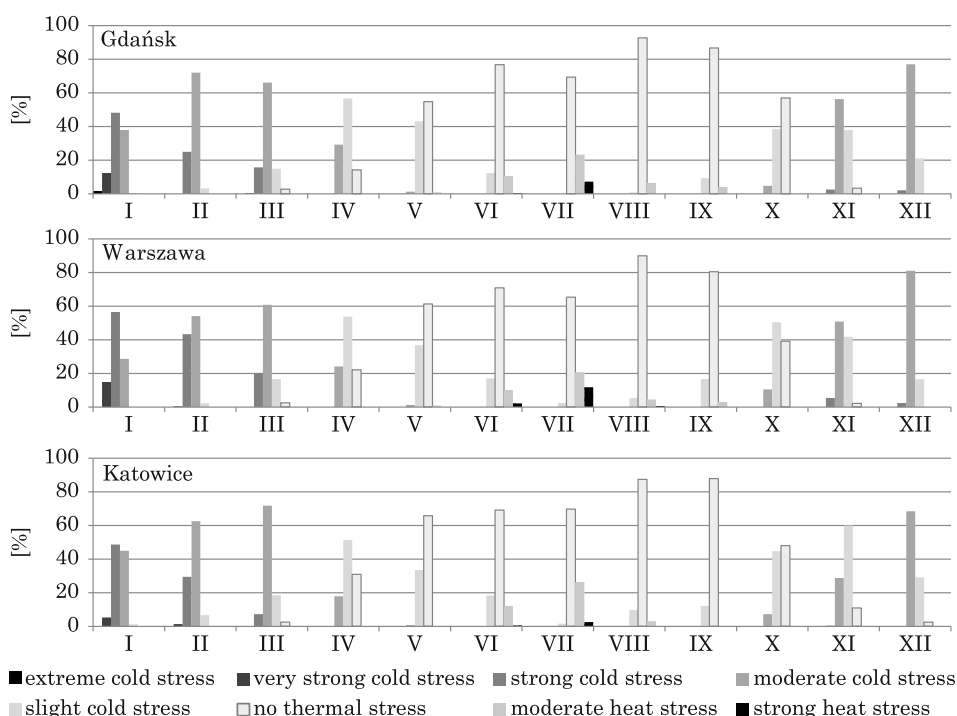 100
80
60
40
20
0
[%]
Gdańsk
I II III IV V VI VII VIII IX X XI XII
100
80
60
40
20
0
[%]
Warszawa
I II III IV V VI VII VIII IX X XI XII
100
80
60
40
20
0
[%]
Katowice
I II III IV V VI VII VIII IX X XI XII
extreme cold stress very strong cold stress strong cold stress moderate cold stress
slight cold stress no thermal stress moderate heat stress strong heat stress